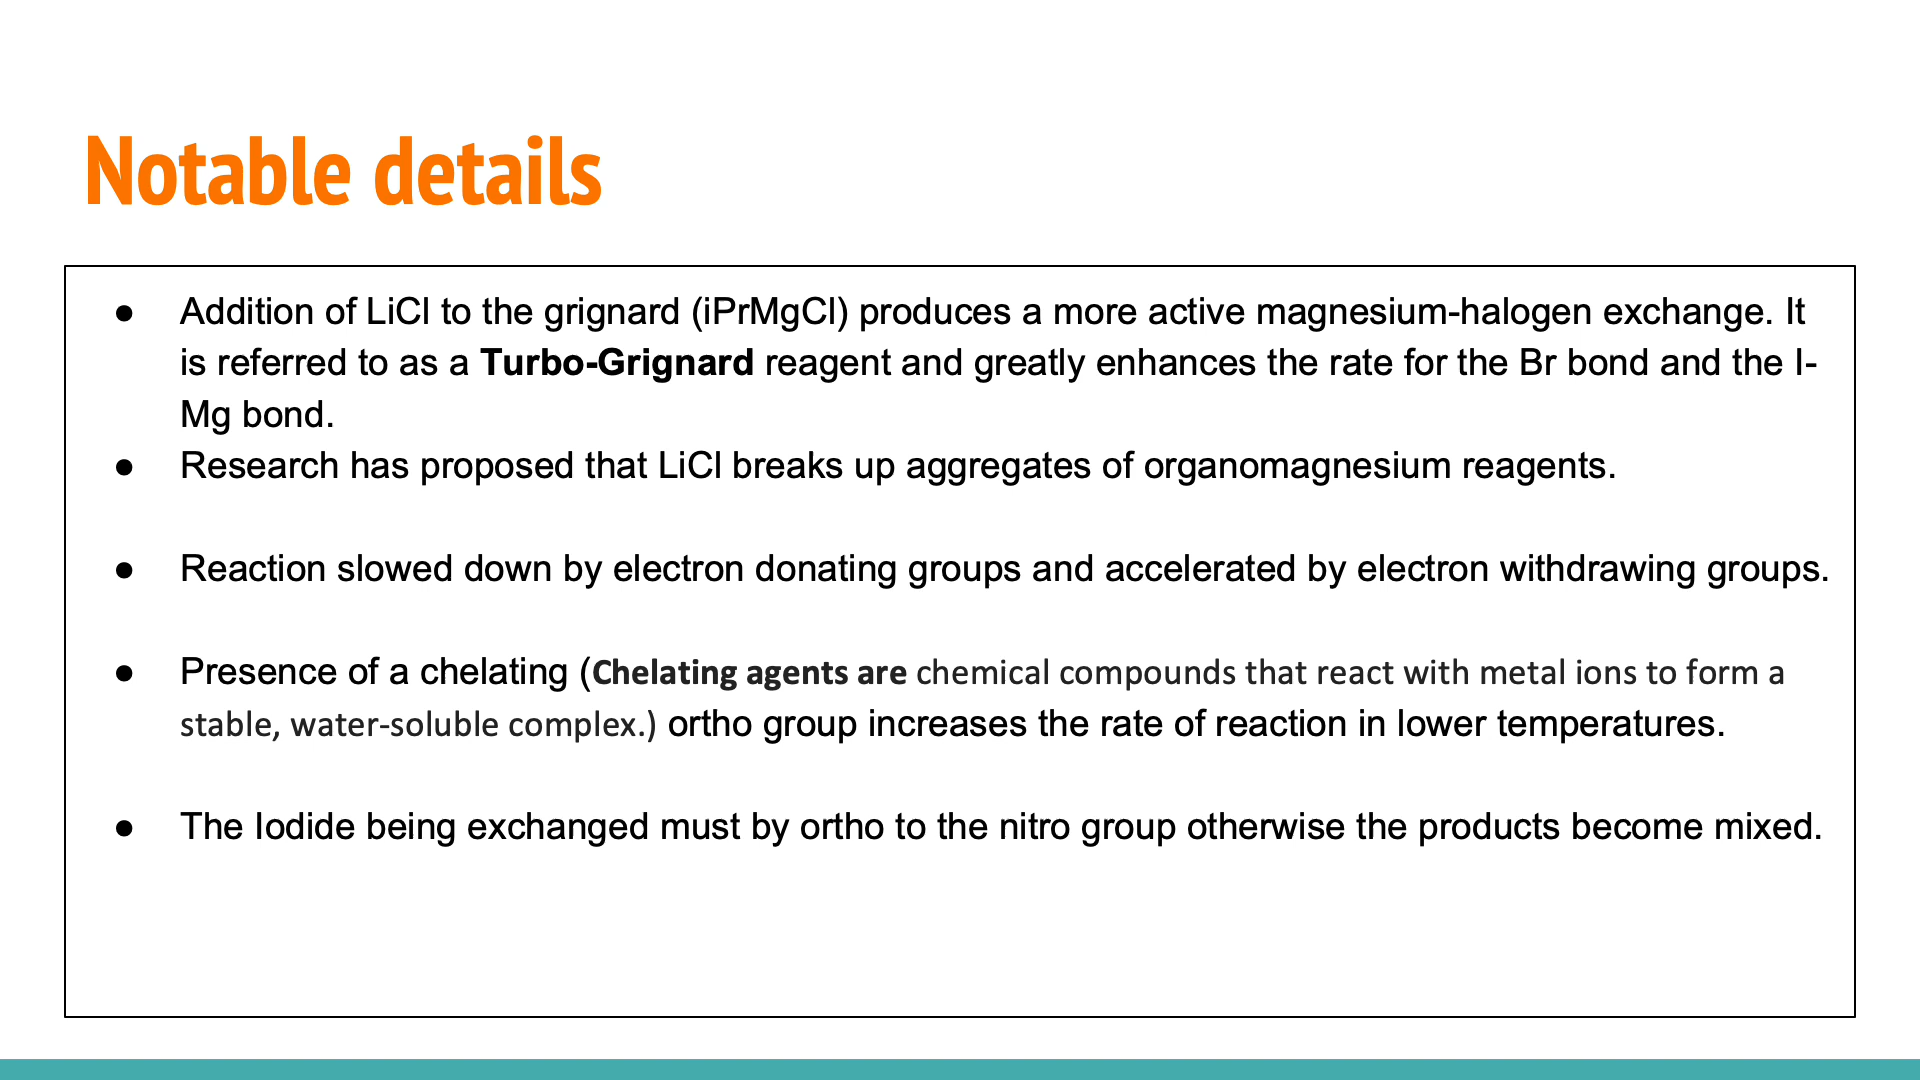 Notable details
● Addition of LiCl to the grignard (iPrMgCl) produces a more active magnesium-halogen exchange. It
is referred to as a Turbo-Grignard reagent and greatly enhances the rate for the Br bond and the I-
Mg bond.
● Research has proposed that LiCl breaks up aggregates of organomagnesium reagents.
● Reaction slowed down by electron donating groups and accelerated by electron withdrawing groups.
● Presence of a chelating (Chelating agents are chemical compounds that react with metal ions to form a
stable, water-soluble complex.) ortho group increases the rate of reaction in lower temperatures.
● The Iodide being exchanged must by ortho to the nitro group otherwise the products become mixed.